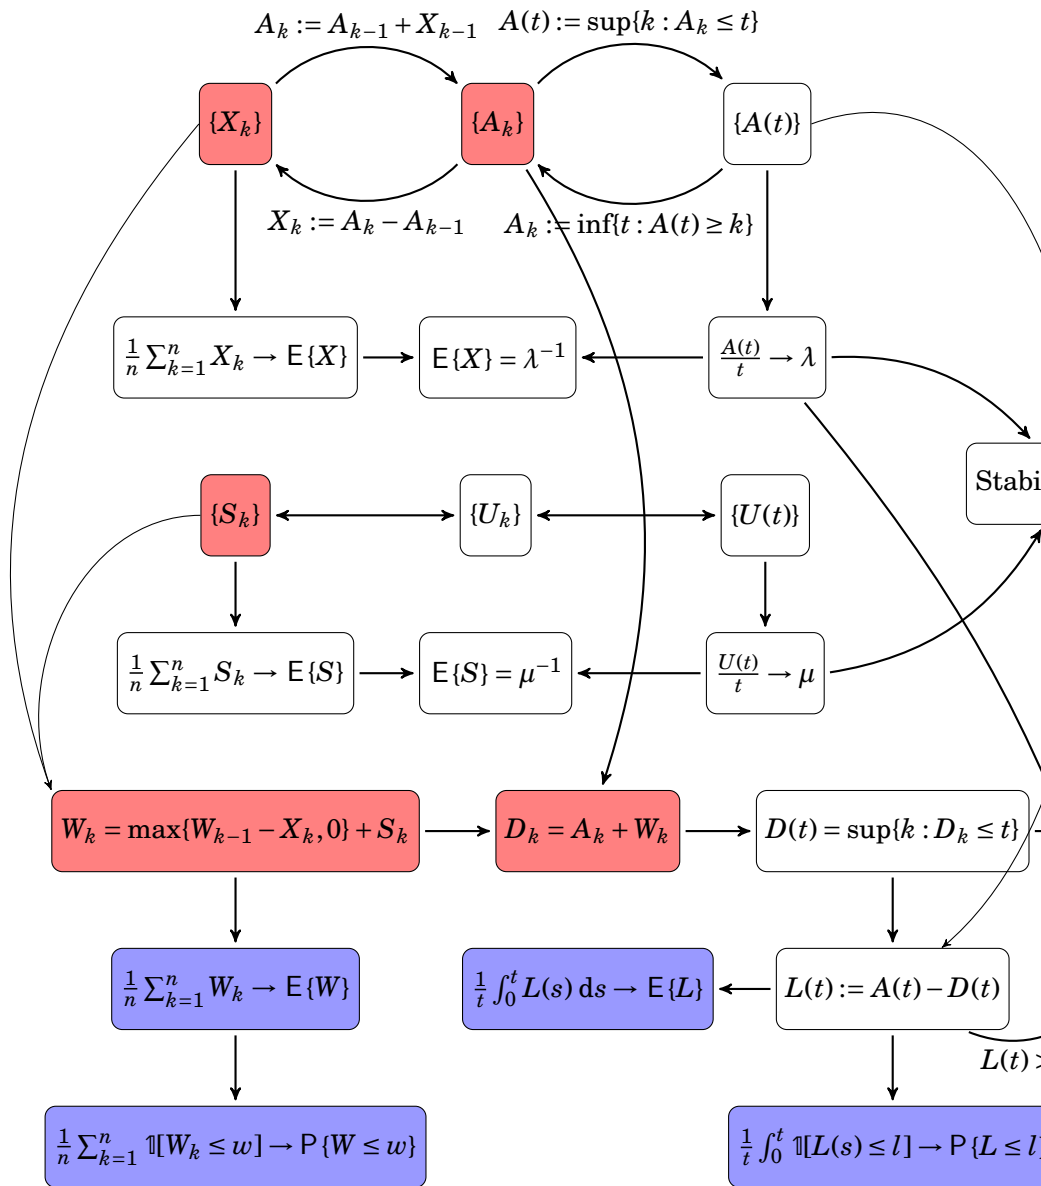 A_k := A_{k-1} + X_{k-1}
A(t) := sup{k : A_k ≤ t}
{X_k}
{A_k}
{A(t)}
X_k := A_k − A_{k-1}
A_k := inf{t : A(t) ≥ k}
1/n ∑_{k=1}^n X_k → E{X}
E{X} = λ^{-1}
A(t)/t → λ
Stabi
{S_k}
{U_k}
{U(t)}
1/n ∑_{k=1}^n S_k → E{S}
E{S} = μ^{-1}
U(t)/t → μ
W_k = max{W_{k-1} − X_k, 0} + S_k
D_k = A_k + W_k
D(t) = sup{k : D_k ≤ t}
1/n ∑_{k=1}^n W_k → E{W}
1/t ∫_0^t L(s) ds → E{L}
L(t) := A(t) − D(t)
L(t) >
1/n ∑_{k=1}^n 𝟙[W_k ≤ w] → P{W ≤ w}
1/t ∫_0^t 𝟙[L(s) ≤ l] → P{L ≤ l}